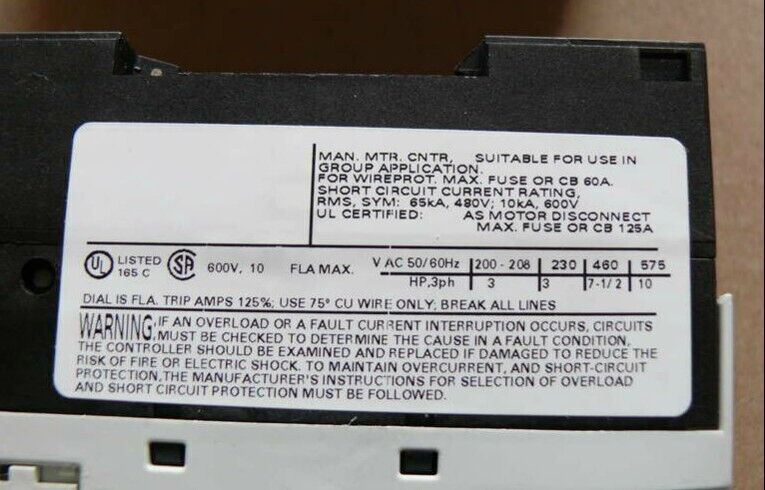 MAN. MTR. CNTR, SUITABLE FOR USE IN
GROUP APPLICATION.
FOR WIREPROT. MAX. FUSE OR CB 60A.
SHORT CIRCUIT CURRENT RATING,
RMS, SYM: 65kA, 480V; 10kA, 600V
UL CERTIFIED: AS MOTOR DISCONNECT
MAX. FUSE OR CB 125A
UL LISTED 165 C SA 600V, 10 FLA MAX.
V AC 50/60Hz 200 - 208 230 460 575
HP,3ph 3 3 7-1/2 10
DIAL IS FLA. TRIP AMPS 125%; USE 75° CU WIRE ONLY, BREAK ALL LINES
WARNING, IF AN OVERLOAD OR A FAULT CURRENT INTERRUPTION OCCURS, CIRCUITS
MUST BE CHECKED TO DETERMINE THE CAUSE IN A FAULT CONDITION,
THE CONTROLLER SHOULD BE EXAMINED AND REPLACED IF DAMAGED TO REDUCE THE
RISK OF FIRE OR ELECTRIC SHOCK. TO MAINTAIN OVERCURRENT, AND SHORT-CIRCUIT
PROTECTION,THE MANUFACTURER'S INSTRUCTIONS FOR SELECTION OF OVERLOAD
AND SHORT CIRCUIT PROTECTION MUST BE FOLLOWED.